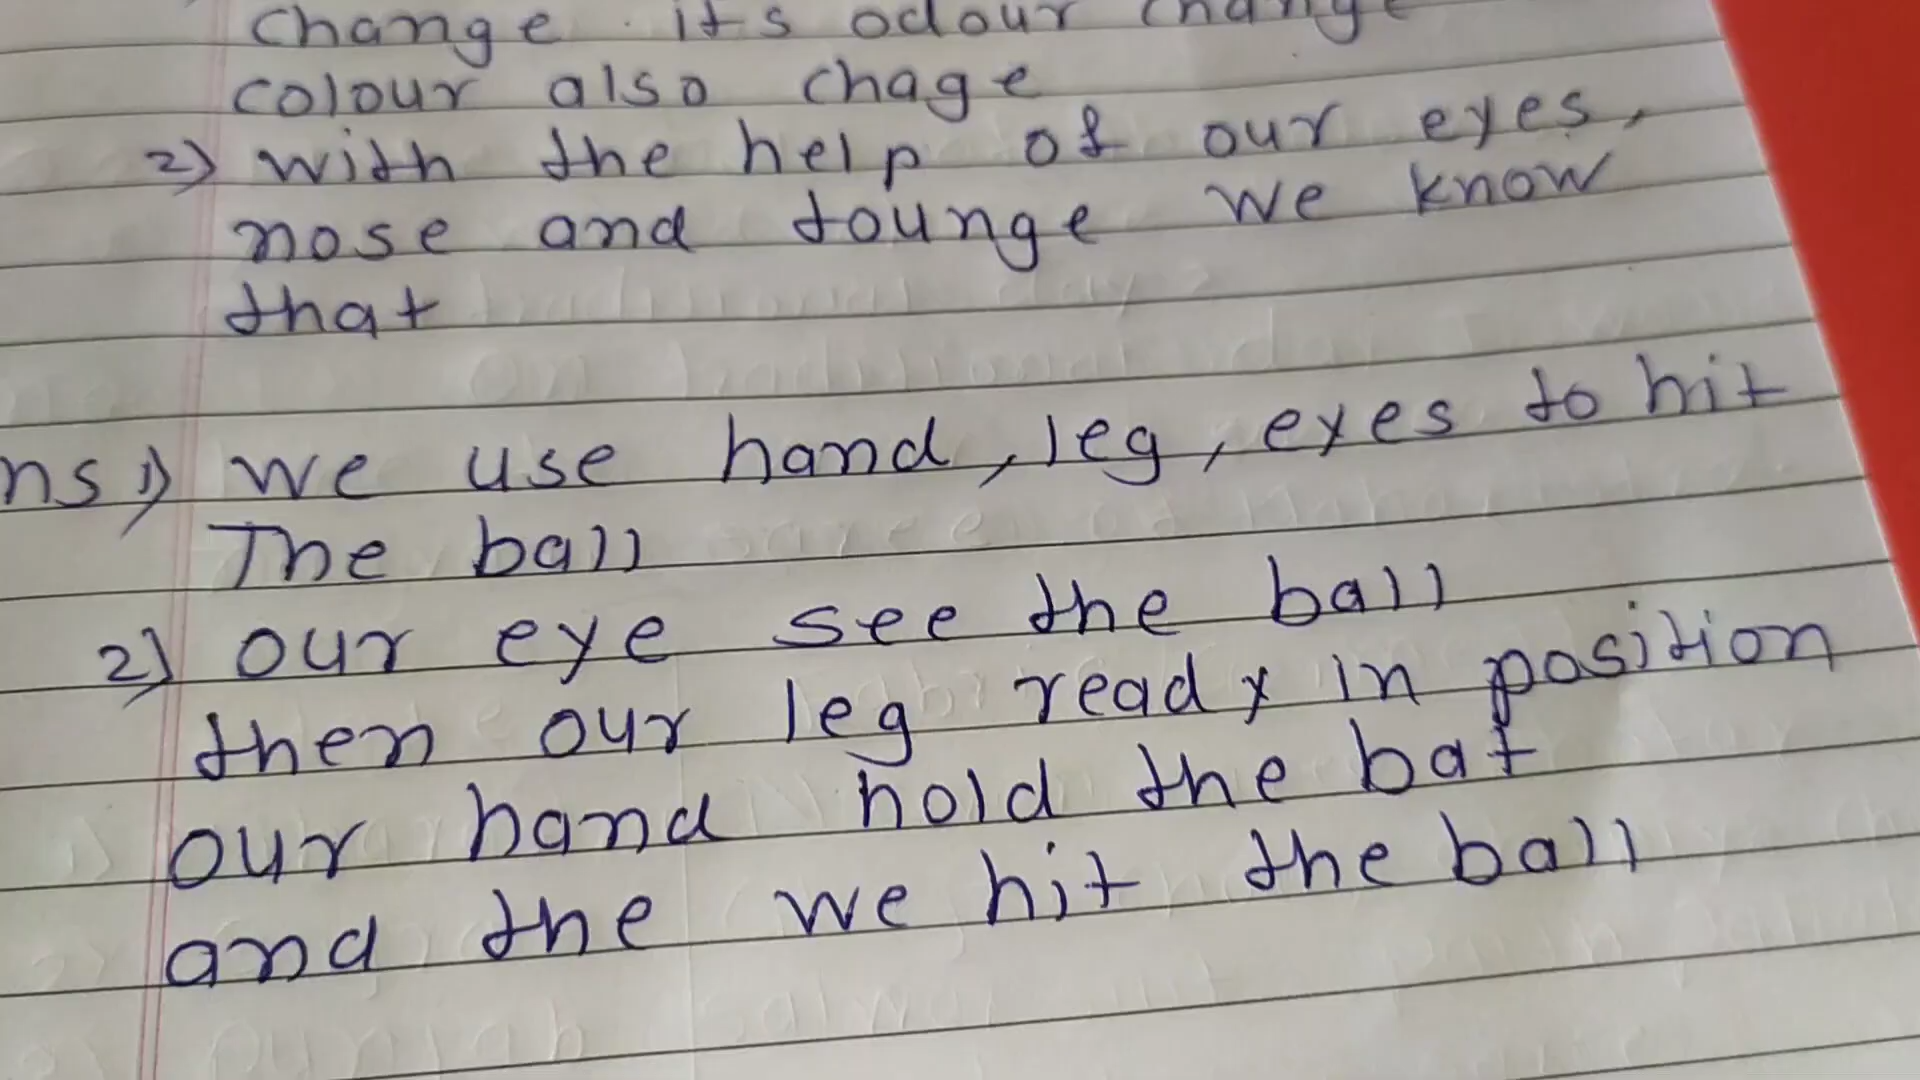 change. its odour change
colour also chage
2) with the help of our eyes,
nose and tounge we know
that
ns 1) we use hand, leg, eyes to hit
The ball
2) our eye see the ball
then our leg ready in position
our hand hold the bat
and the we hit the ball